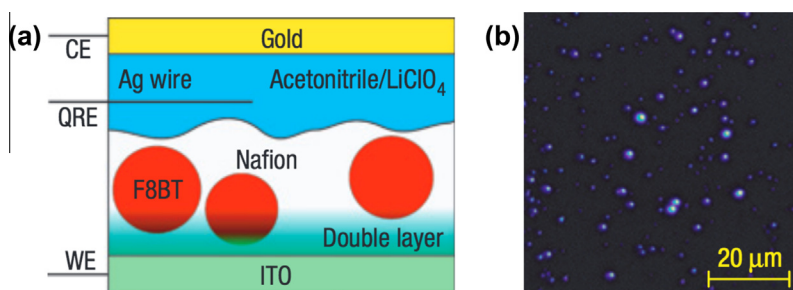 (a)
CE
Gold
Ag wire
Acetonitrile/LiClO4
QRE
Nafion
F8BT
Double layer
WE
ITO
(b)
20 μm